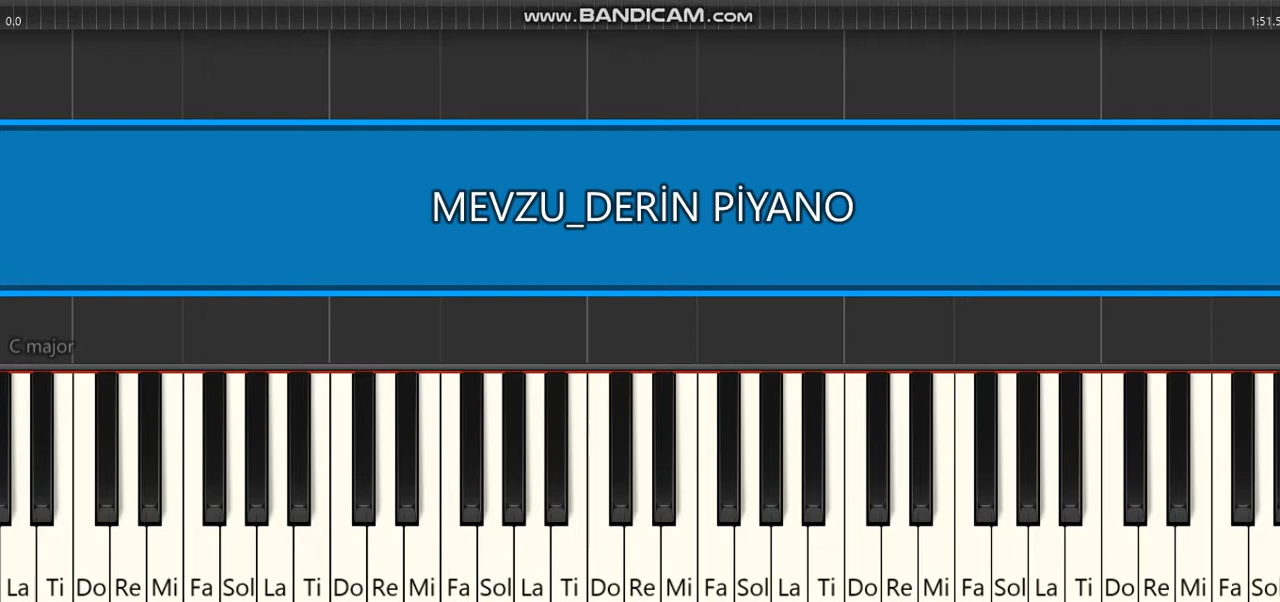 www.BANDICAM.com
0.0 1:51.5
MEVZU_DERİN PİYANO
C major
La Ti Do Re Mi Fa Sol La Ti Do Re Mi Fa Sol La Ti Do Re Mi Fa Sol La Ti Do Re Mi Fa Sol La Ti Do Re Mi Fa So